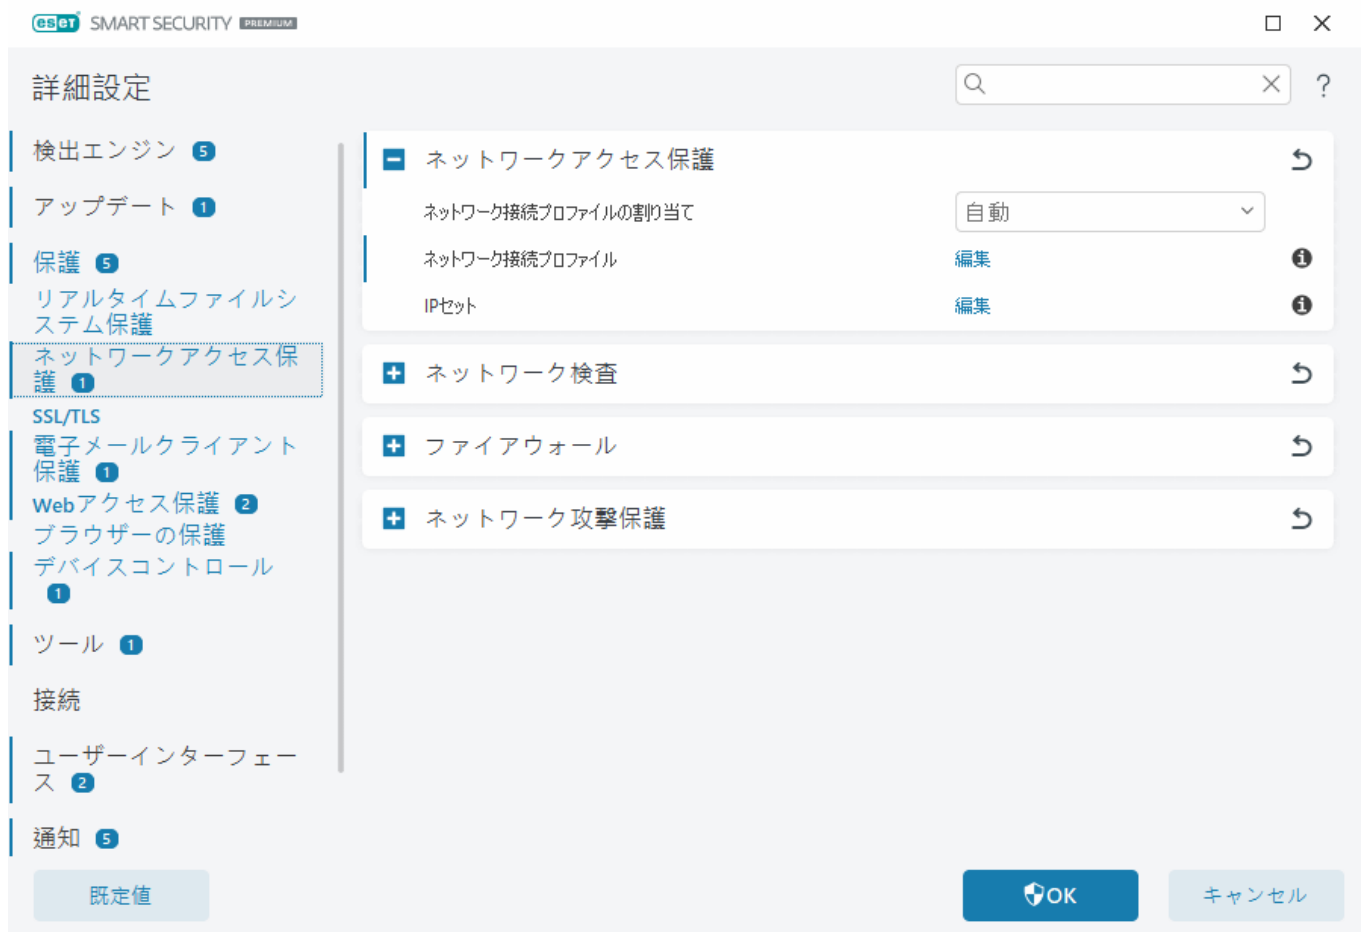 eset SMART SECURITY PREMIUM
詳細設定
?
検出エンジン 5
アップデート 1
保護 5
リアルタイムファイルシ
ステム保護
ネットワークアクセス保
護 1
SSL/TLS
電子メールクライアント
保護 1
Webアクセス保護 2
ブラウザーの保護
デバイスコントロール
1
ツール 1
接続
ユーザーインターフェー
ス 2
通知 5
ネットワークアクセス保護
ネットワーク接続プロファイルの割り当て 自動
ネットワーク接続プロファイル 編集
IPセット 編集
ネットワーク検査
ファイアウォール
ネットワーク攻撃保護
既定値
OK
キャンセル